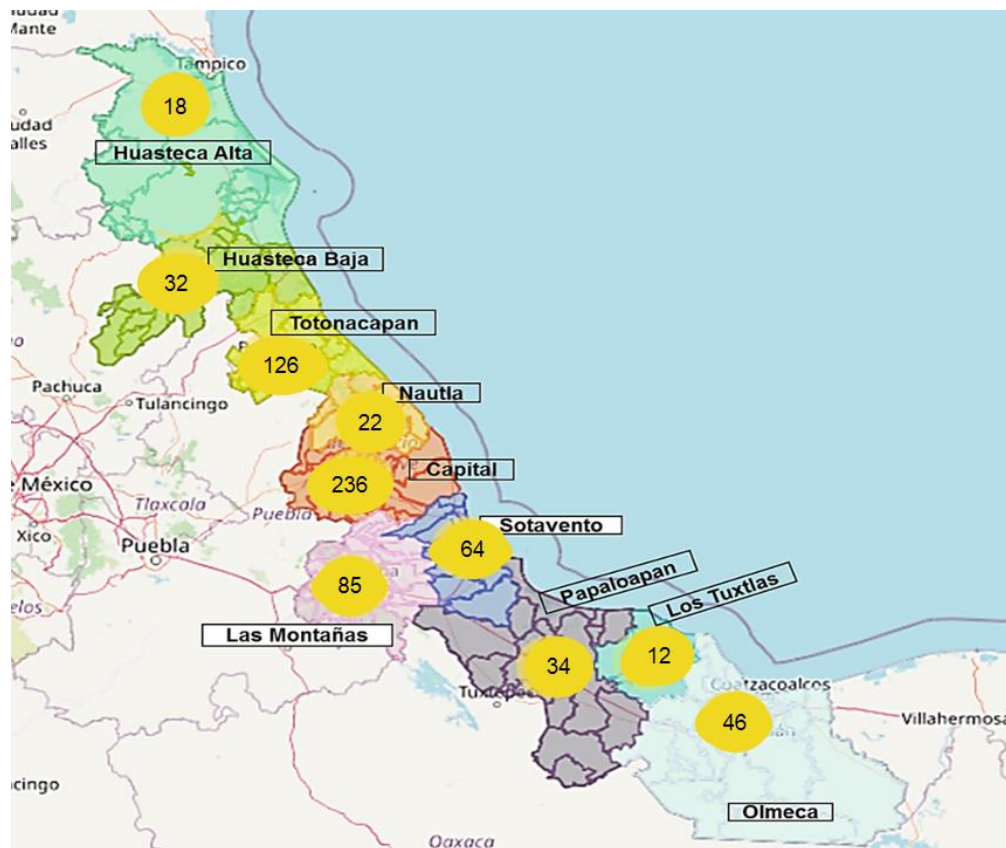 Mante
Tampico
18
Huasteca Alta
Huasteca Baja
32
Totonacapan
126
Pachuca
Tulancingo
Nautla
22
Capital
236
México
Tlaxcala
Puebla
Sotavento
Xico
Puebla
64
85
Papaloapan
Los Tuxtlas
Las Montañas
34
12
Coatzacoalcos
46
Villahermosa
Olmeca
Oaxaca